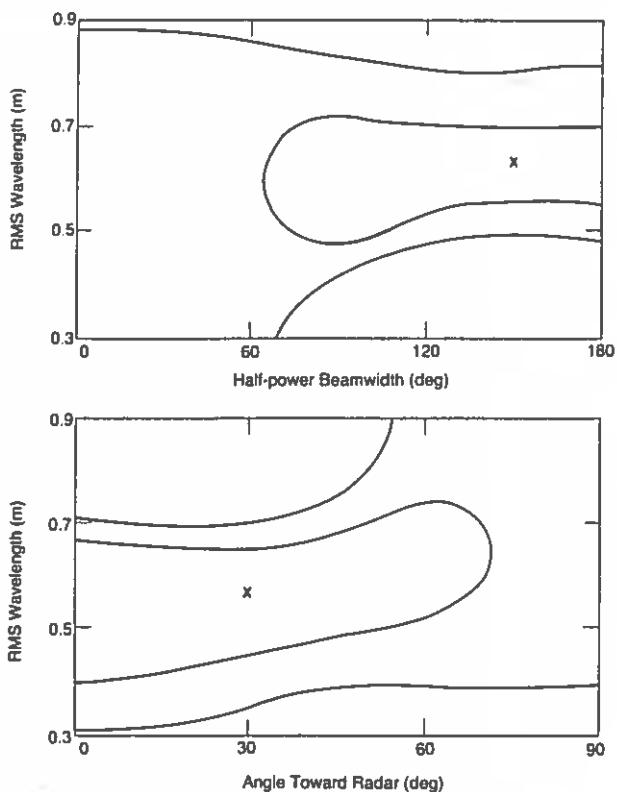 0.9
0.7
0.5
0.3
RMS Wavelength (m)
x
0 60 120 180
Half-power Beamwidth (deg)
0.9
0.7
0.5
0.3
RMS Wavelength (m)
x
0 30 60 90
Angle Toward Radar (deg)